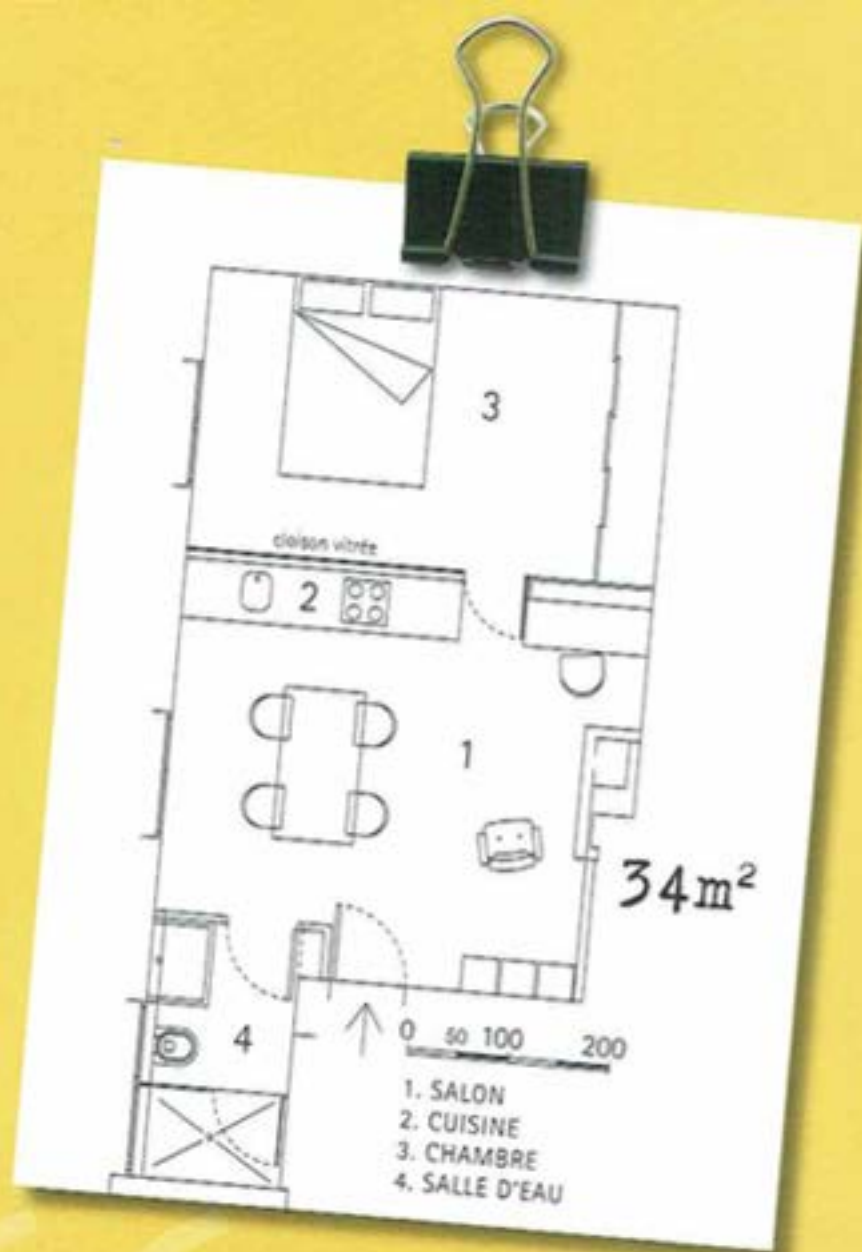 3
cloison vitrée
2
1
34m²
4
0 50 100 200
1. SALON
2. CUISINE
3. CHAMBRE
4. SALLE D'EAU